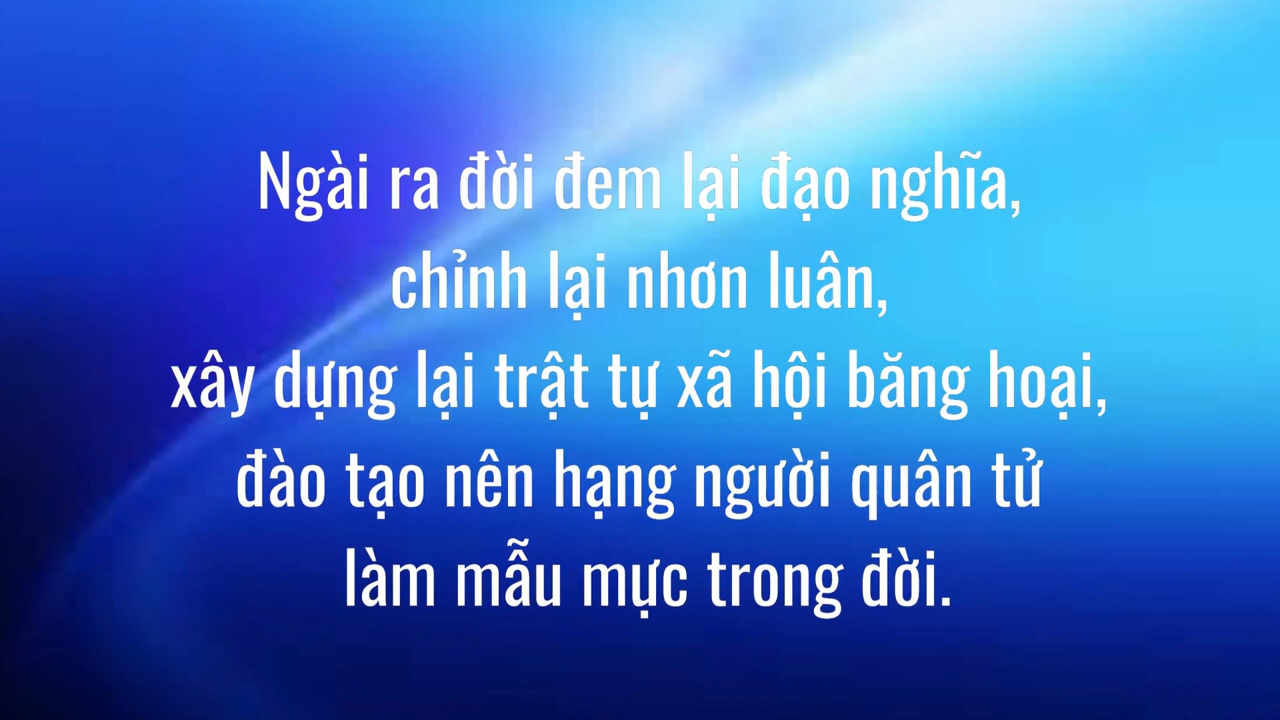 Ngài ra đời đem lại đạo nghĩa,
chỉnh lại nhơn luân,
xây dựng lại trật tự xã hội băng hoại,
đào tạo nên hạng người quân tử
làm mẫu mực trong đời.